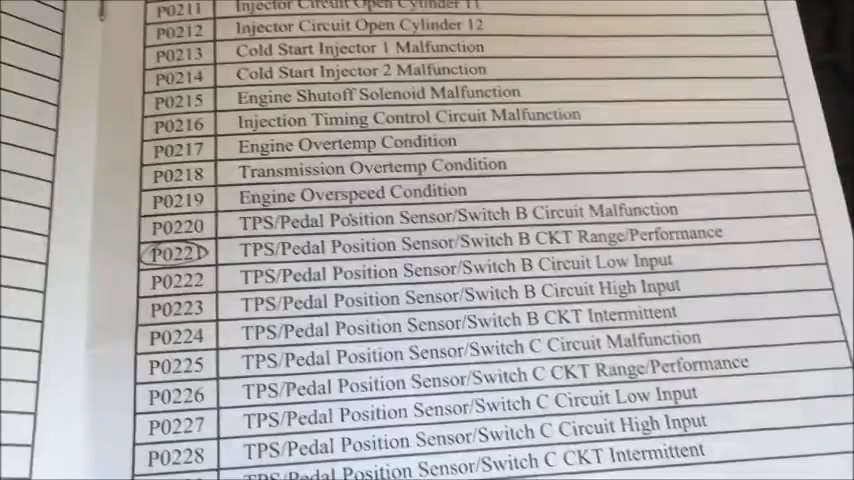 P0211 Injector Circuit Open Cylinder 11
P0212 Injector Circuit Open Cylinder 12
P0213 Cold Start Injector 1 Malfunction
P0214 Cold Start Injector 2 Malfunction
P0215 Engine Shutoff Solenoid Malfunction
P0216 Injection Timing Control Circuit Malfunction
P0217 Engine Overtemp Condition
P0218 Transmission Overtemp Condition
P0219 Engine Overspeed Condition
P0220 TPS/Pedal Position Sensor/Switch B Circuit Malfunction
P0221 TPS/Pedal Position Sensor/Switch B CKT Range/Performance
P0222 TPS/Pedal Position Sensor/Switch B Circuit Low Input
P0223 TPS/Pedal Position Sensor/Switch B Circuit High Input
P0224 TPS/Pedal Position Sensor/Switch B CKT Intermittent
P0225 TPS/Pedal Position Sensor/Switch C Circuit Malfunction
P0226 TPS/Pedal Position Sensor/Switch C CKT Range/Performance
P0227 TPS/Pedal Position Sensor/Switch C Circuit Low Input
P0228 TPS/Pedal Position Sensor/Switch C Circuit High Input
TPS/Pedal Position Sensor/Switch C CKT Intermittent